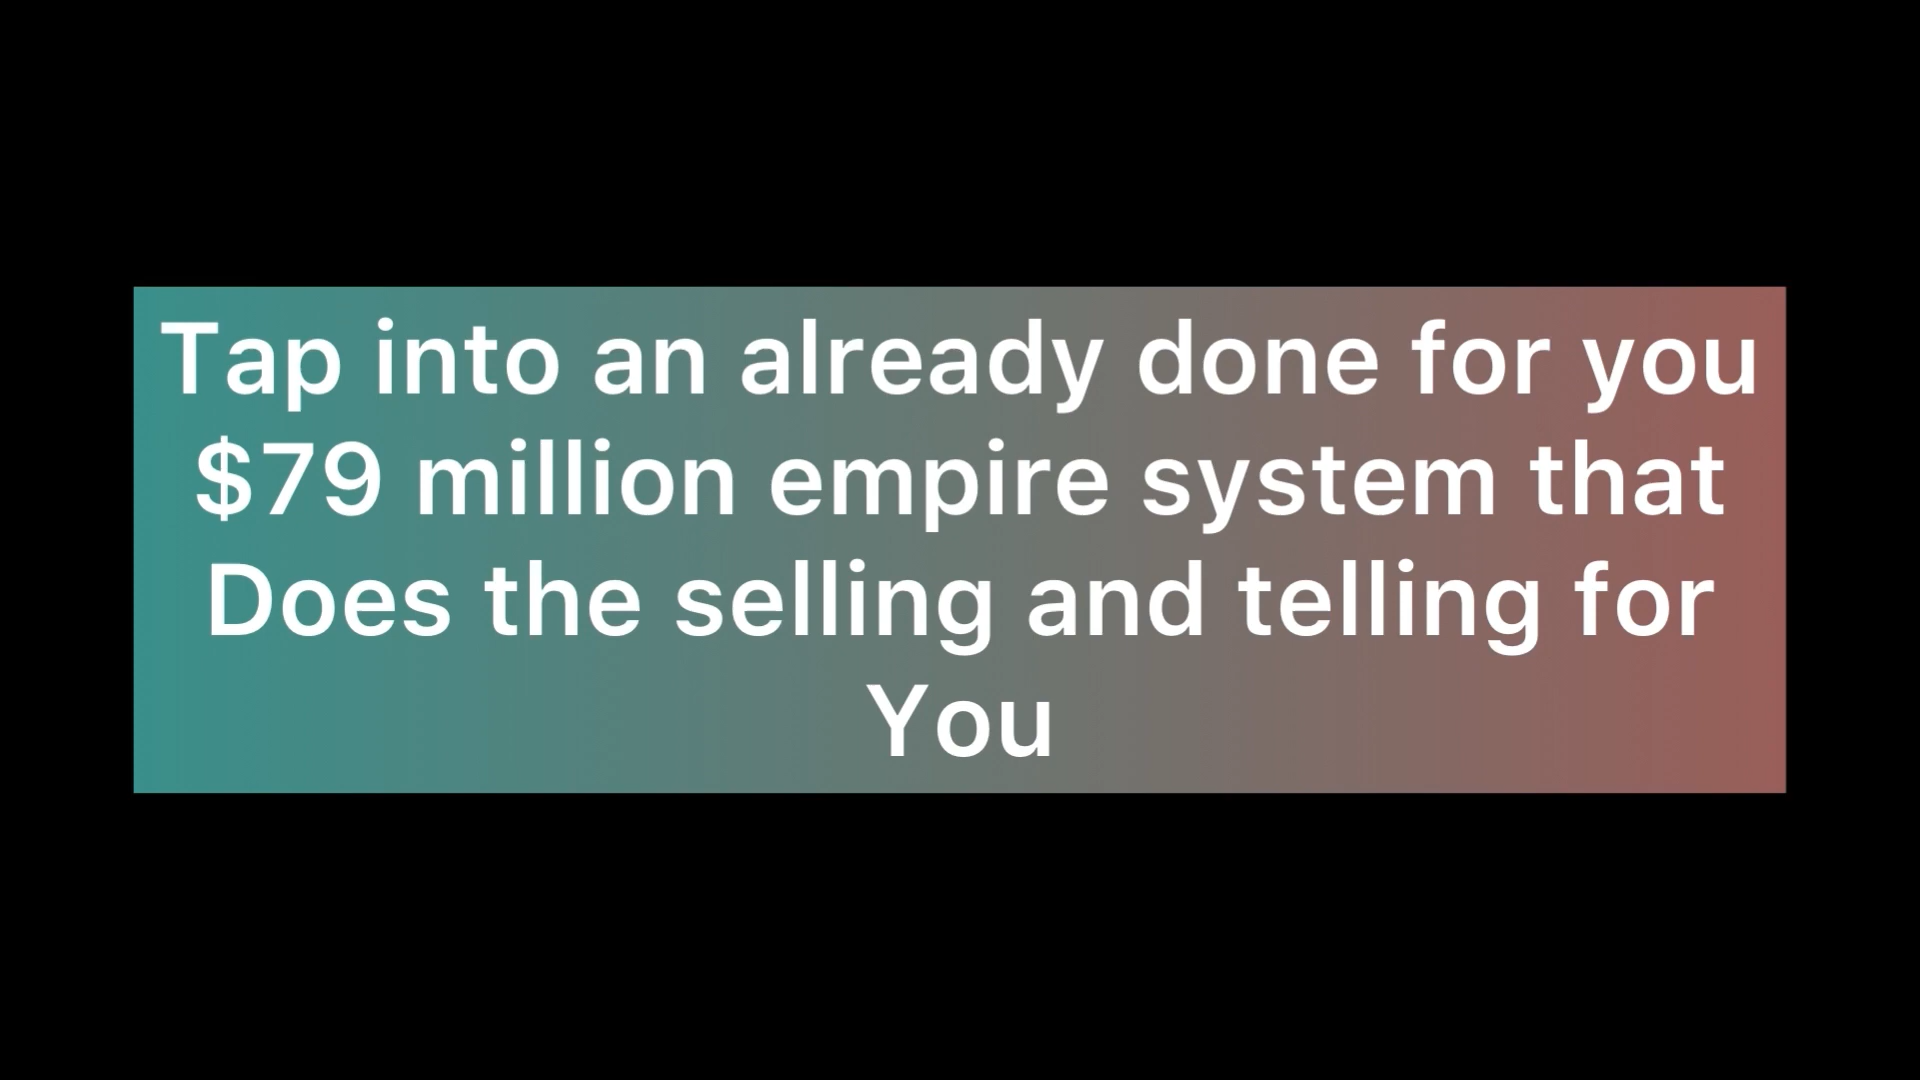 Tap into an already done for you
$79 million empire system that
Does the selling and telling for
You